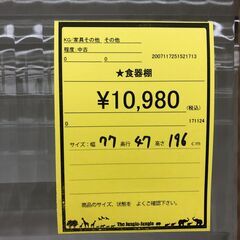 KG:家具その他 その他
程度:中古
2007117251521713
★食器棚
¥10,980 (税込)
171124
サイズ:幅 77 奥行 47 高さ 196 cm
商品のサイズ、状態を よくご確認下さい。
The Jungle-Jungle